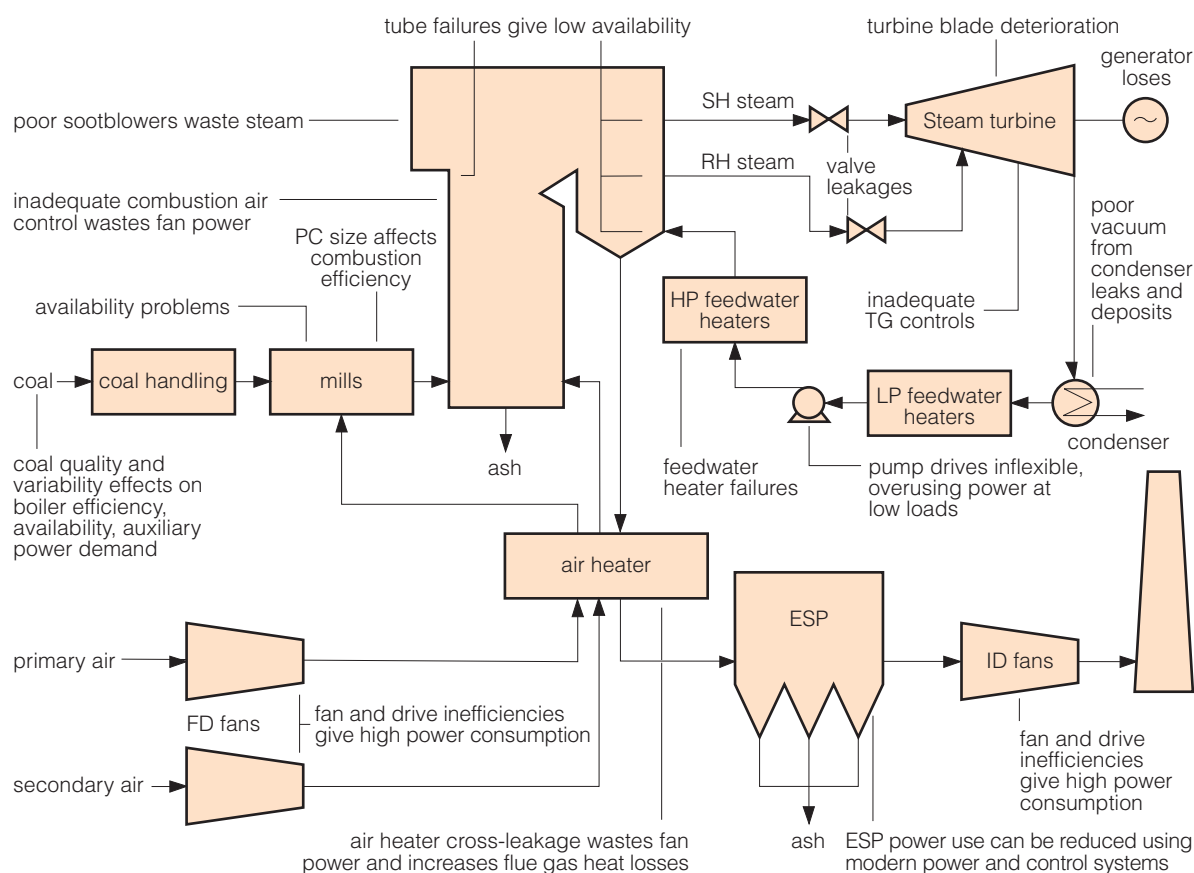 tube failures give low availability
turbine blade deterioration
generator
loses
poor sootblowers waste steam
SH steam
Steam turbine
~
RH steam
valve
leakages
inadequate combustion air
control wastes fan power
PC size affects
combustion
efficiency
poor
vacuum
from
condenser
leaks and
deposits
availability problems
HP feedwater
heaters
inadequate
TG controls
coal
coal handling
mills
LP feedwater
heaters
condenser
ash
coal quality and
variability effects on
boiler efficiency,
availability, auxiliary
power demand
feedwater
heater failures
pump drives inflexible,
overusing power at
low loads
air heater
ESP
primary air
ID fans
FD fans
fan and drive inefficiencies
give high power consumption
secondary air
fan and drive
inefficiencies
give high power
consumption
air heater cross-leakage wastes fan
power and increases flue gas heat losses
ash
ESP power use can be reduced using
modern power and control systems